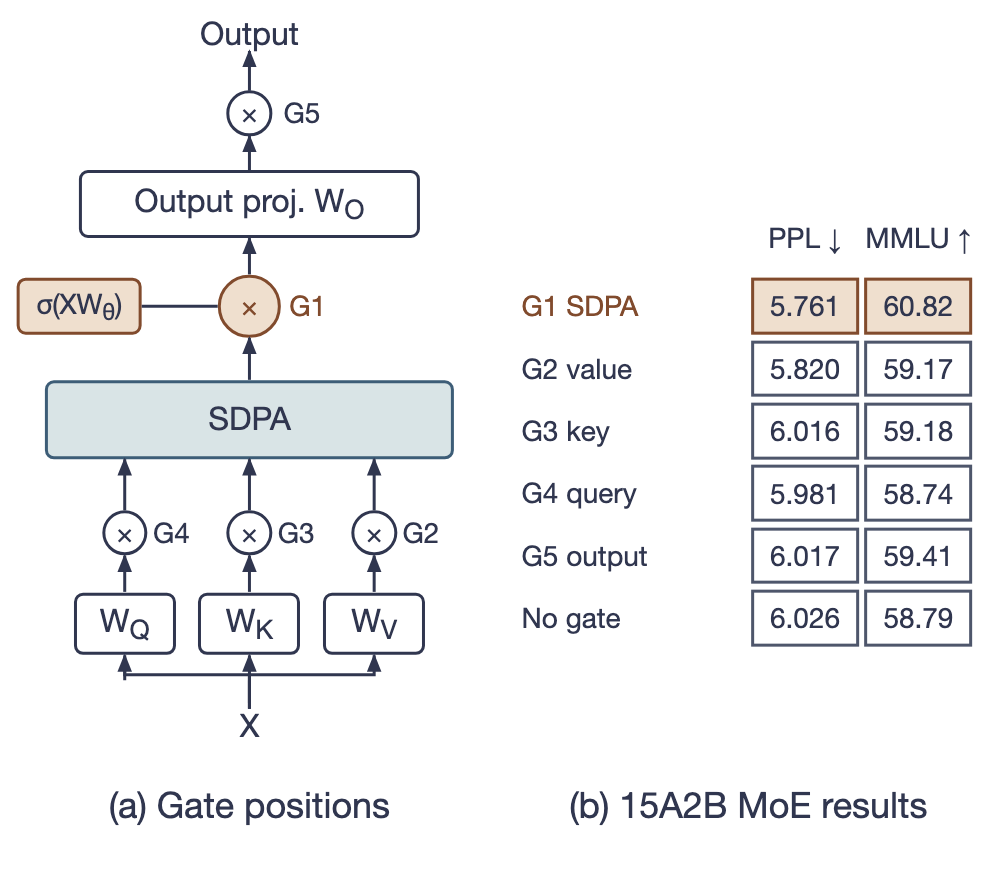 Output
× G5
Output proj. W_O
σ(XW_θ) × G1
SDPA
× G4 × G3 × G2
W_Q W_K W_V
X
(a) Gate positions
PPL ↓ MMLU ↑
G1 SDPA 5.761 60.82
G2 value 5.820 59.17
G3 key 6.016 59.18
G4 query 5.981 58.74
G5 output 6.017 59.41
No gate 6.026 58.79
(b) 15A2B MoE results